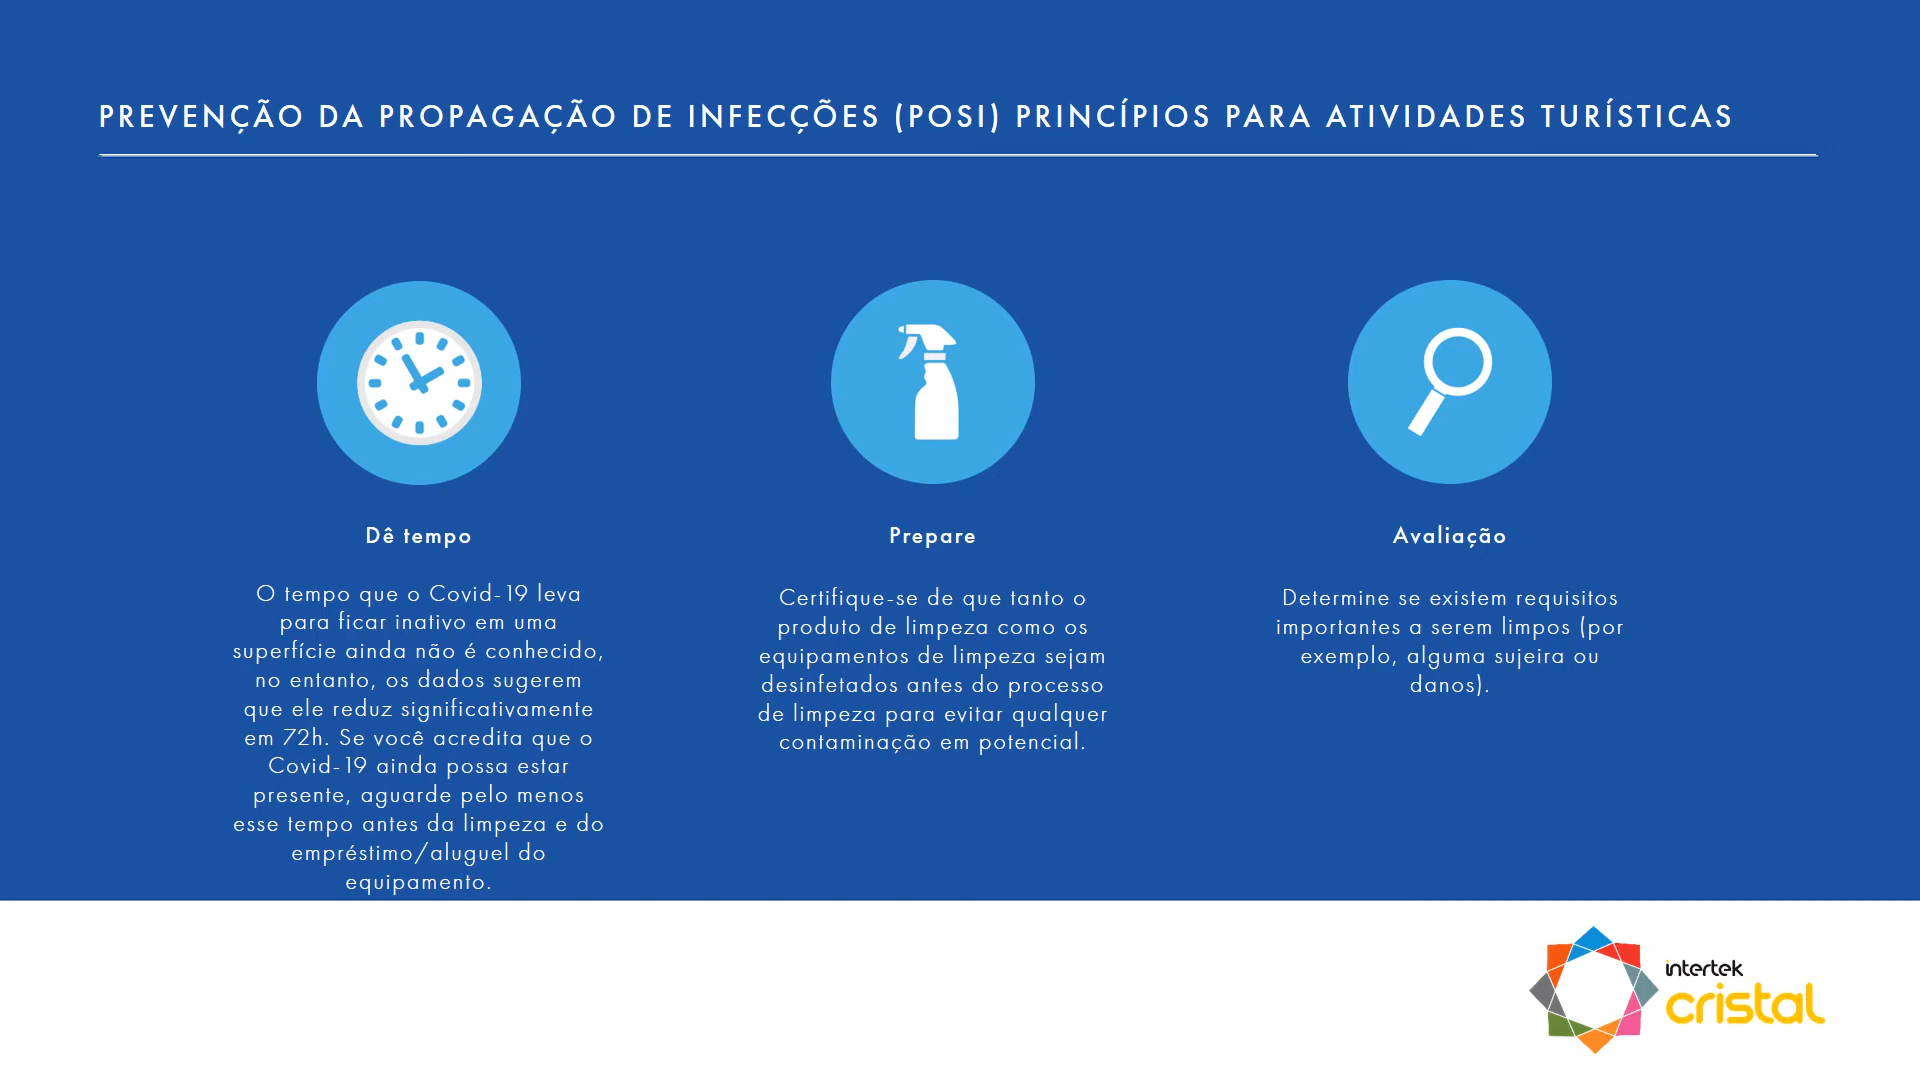 PREVENÇÃO DA PROPAGAÇÃO DE INFECÇÕES (POSI) PRINCÍPIOS PARA ATIVIDADES TURÍSTICAS
Dê tempo
O tempo que o Covid-19 leva
para ficar inativo em uma
superfície ainda não é conhecido,
no entanto, os dados sugerem
que ele reduz significativamente
em 72h. Se você acredita que o
Covid-19 ainda possa estar
presente, aguarde pelo menos
esse tempo antes da limpeza e do
empréstimo/aluguel do
equipamento.
Prepare
Certifique-se de que tanto o
produto de limpeza como os
equipamentos de limpeza sejam
desinfetados antes do processo
de limpeza para evitar qualquer
contaminação em potencial.
Avaliação
Determine se existem requisitos
importantes a serem limpos (por
exemplo, alguma sujeira ou
danos).
intertek
cristal